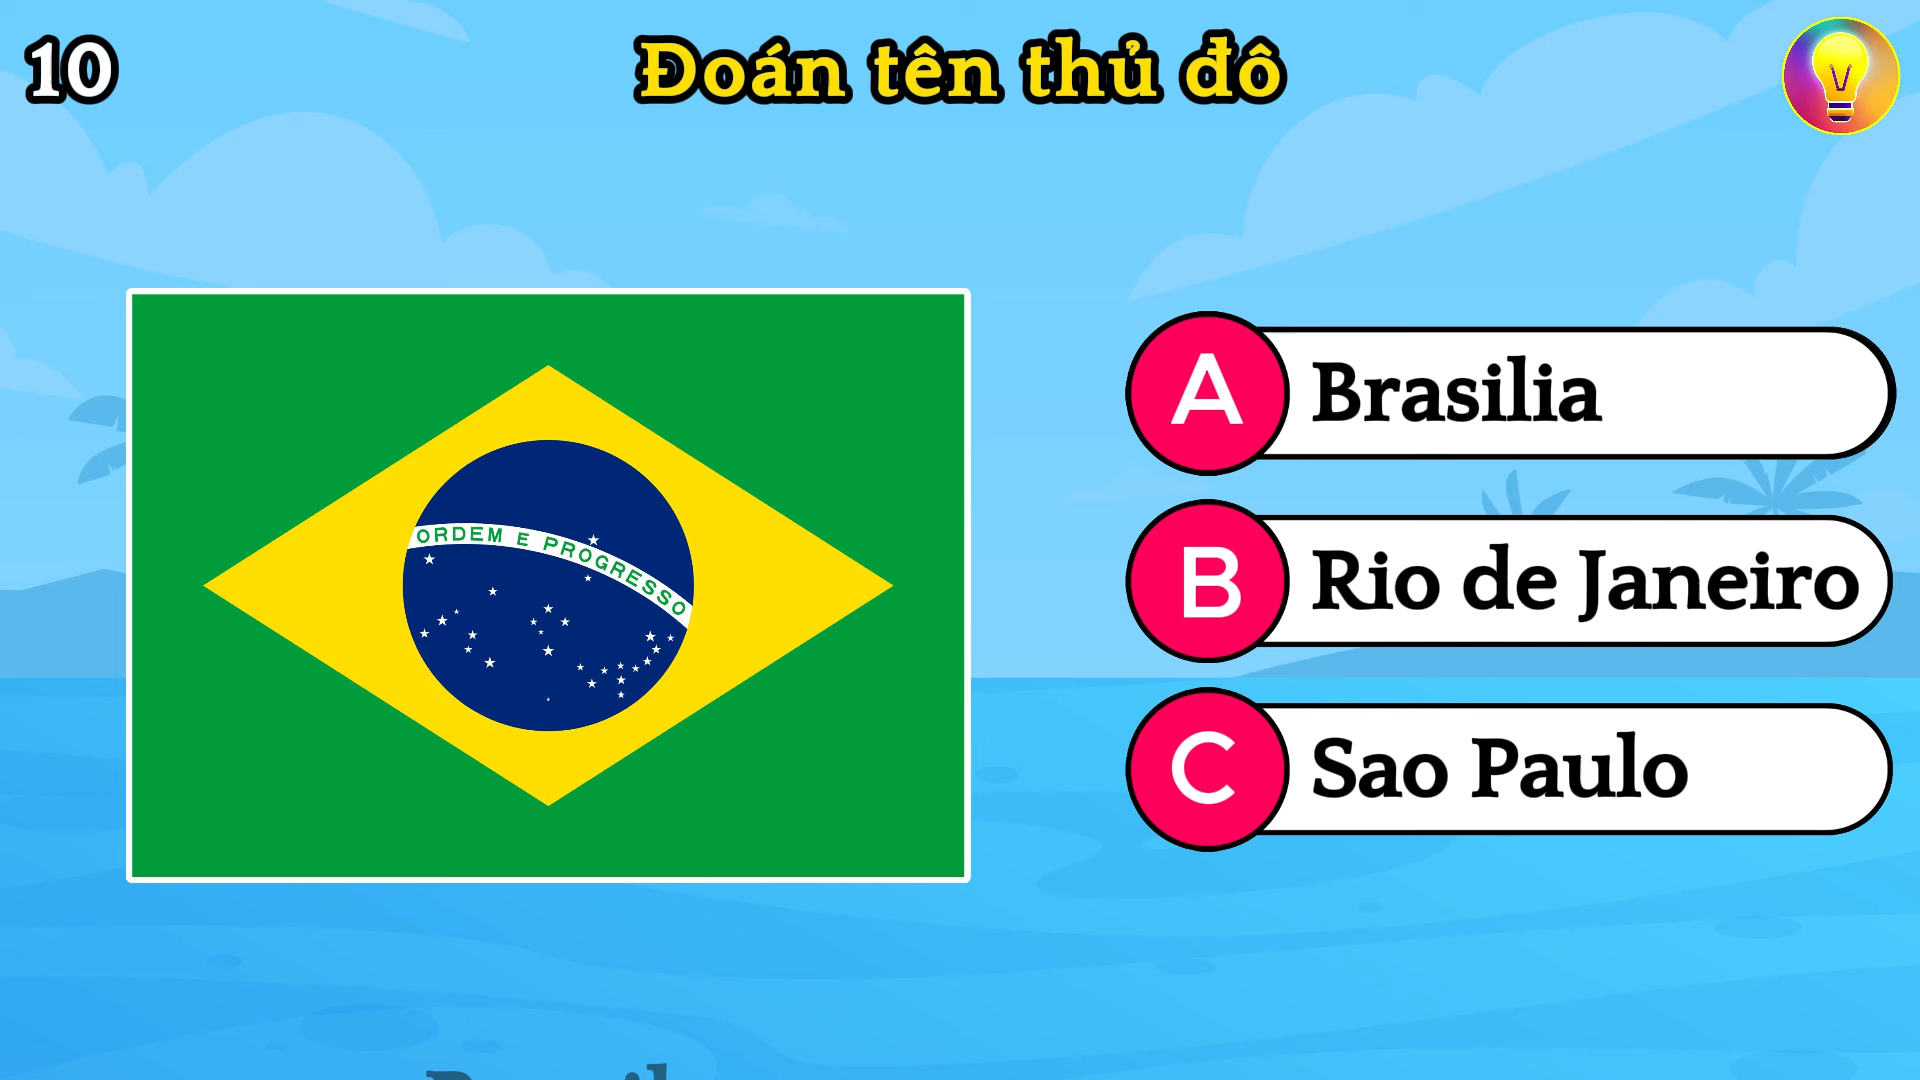 10
Đoán tên thủ đô
ORDEM E PROGRESSO
A Brasilia
B Rio de Janeiro
C Sao Paulo